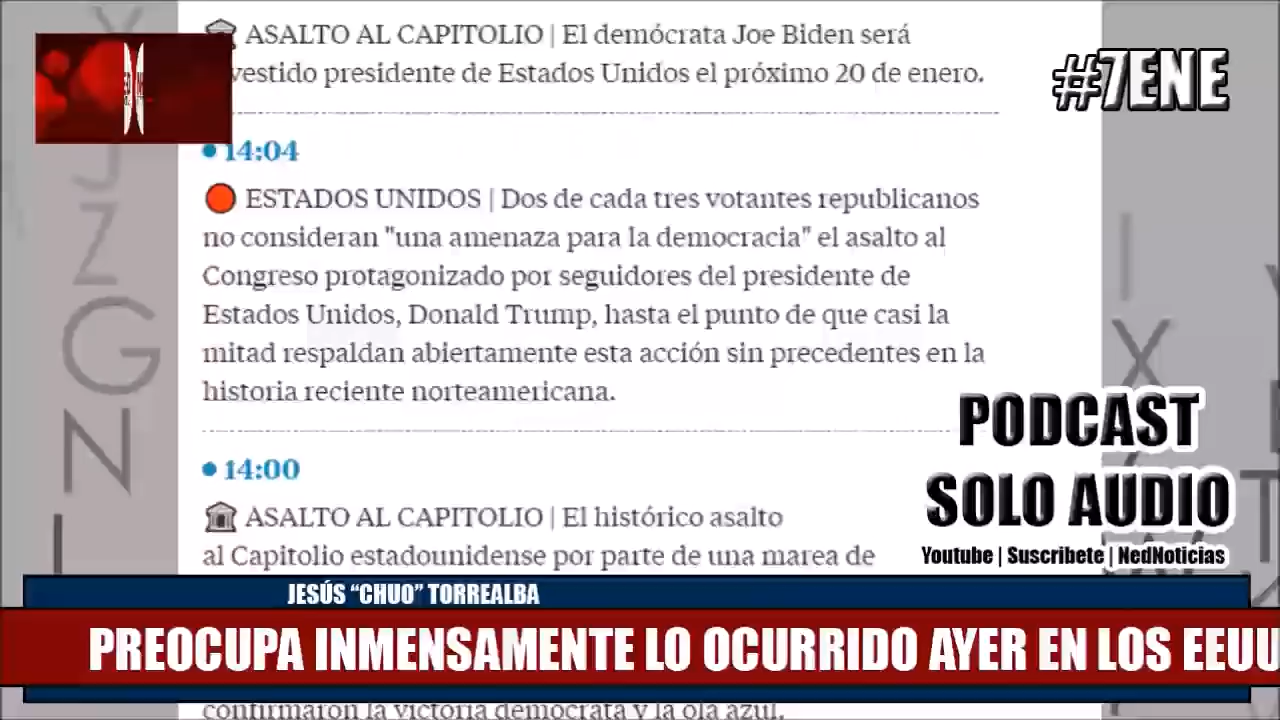 ASALTO AL CAPITOLIO | El demócrata Joe Biden será
vestido presidente de Estados Unidos el próximo 20 de enero.
#7ENE
14:04
ESTADOS UNIDOS | Dos de cada tres votantes republicanos
no consideran "una amenaza para la democracia" el asalto al
Congreso protagonizado por seguidores del presidente de
Estados Unidos, Donald Trump, hasta el punto de que casi la
mitad respaldan abiertamente esta acción sin precedentes en la
historia reciente norteamericana.
14:00
ASALTO AL CAPITOLIO | El histórico asalto
al Capitolio estadounidense por parte de una marea de
PODCAST
SOLO AUDIO
Youtube | Suscribete | NedNoticias
JESÚS “CHUO” TORREALBA
PREOCUPA INMENSAMENTE LO OCURRIDO AYER EN LOS EEUU
confirmaron la victoria demócrata y la ola azul.